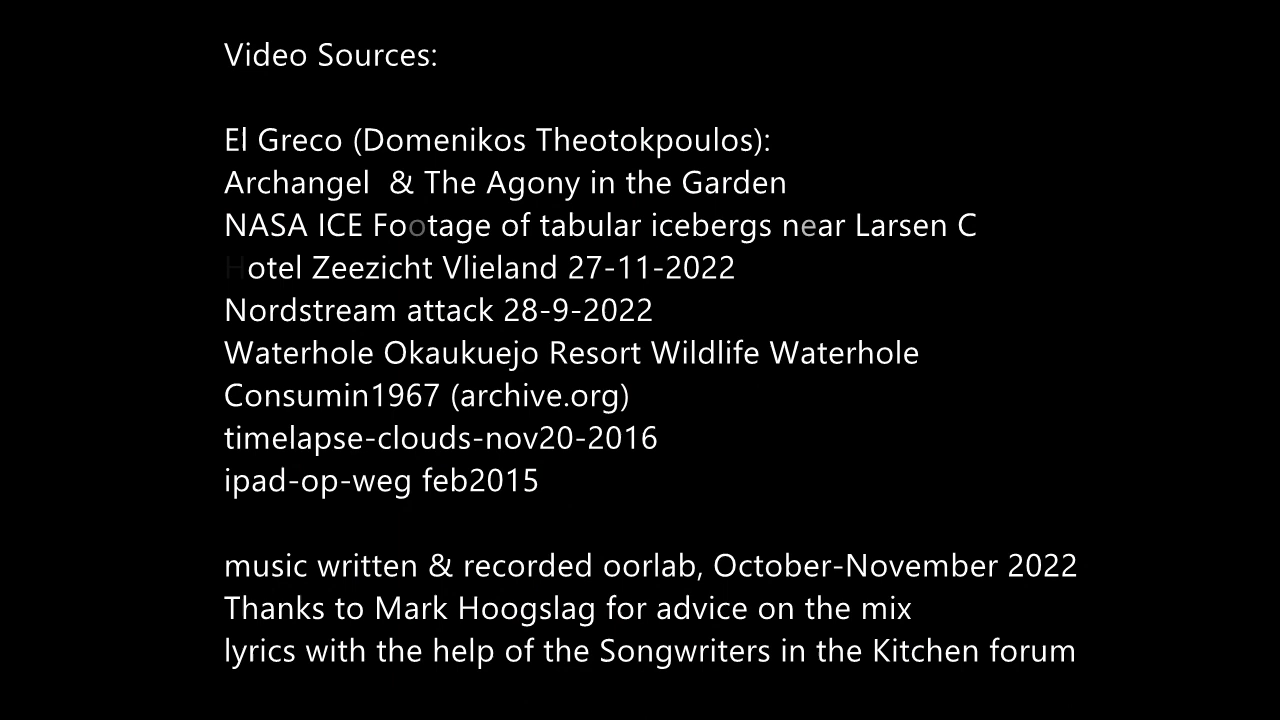 Video Sources:
El Greco (Domenikos Theotokpoulos):
Archangel  & The Agony in the Garden
NASA ICE Footage of tabular icebergs near Larsen C
Hotel Zeezicht Vlieland 27-11-2022
Nordstream attack 28-9-2022
Waterhole Okaukuejo Resort Wildlife Waterhole
Consumin1967 (archive.org)
timelapse-clouds-nov20-2016
ipad-op-weg feb2015
music written & recorded oorlab, October-November 2022
Thanks to Mark Hoogslag for advice on the mix
lyrics with the help of the Songwriters in the Kitchen forum